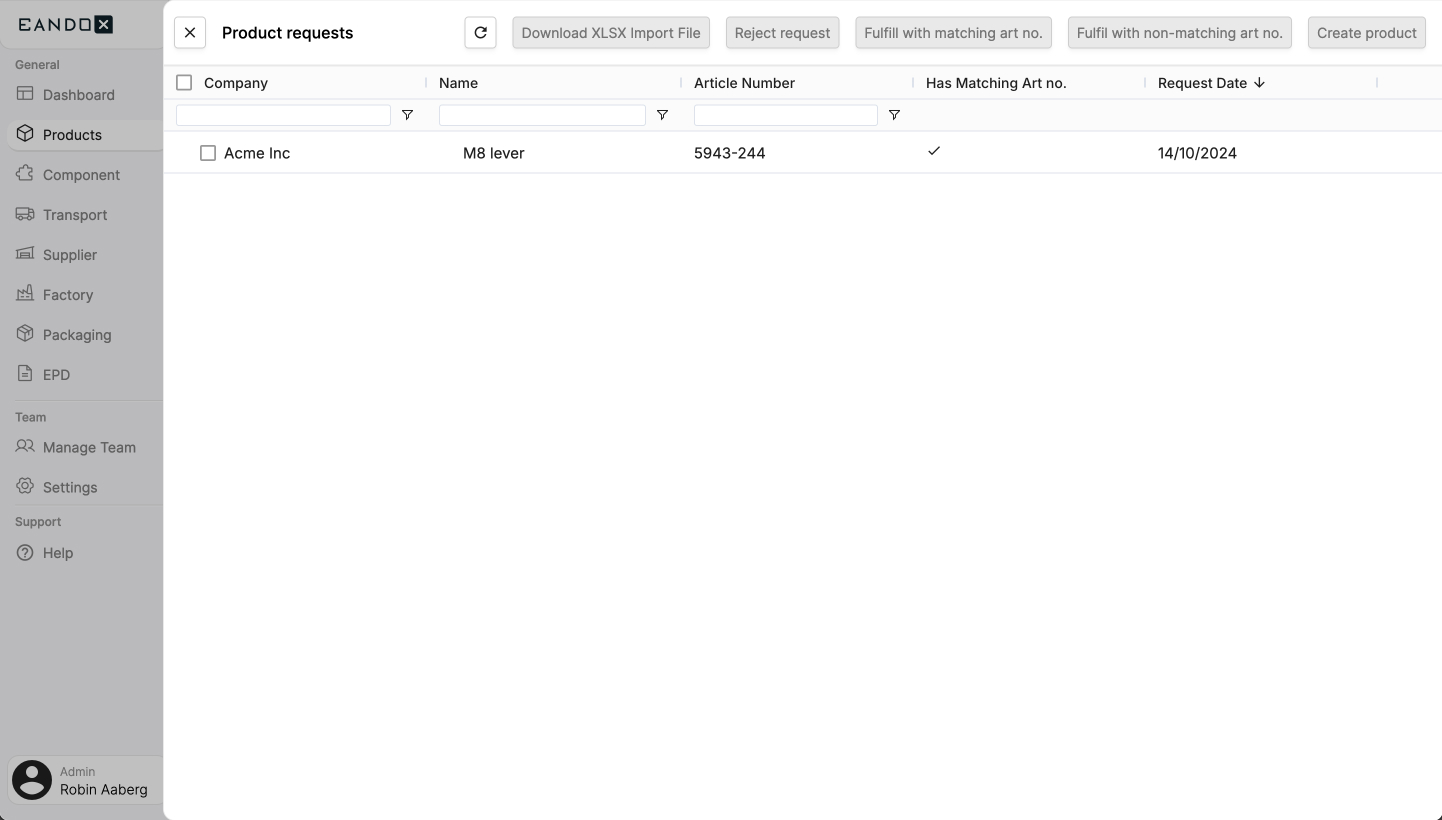 EANDOX
Product requests
Download XLSX Import File
Reject request
Fulfill with matching art no.
Fulfil with non-matching art no.
Create product
General
Dashboard
Products
Component
Transport
Supplier
Factory
Packaging
EPD
Team
Manage Team
Settings
Support
Help
Admin
Robin Aaberg
Company Name Article Number Has Matching Art no. Request Date
Acme Inc M8 lever 5943-244 14/10/2024